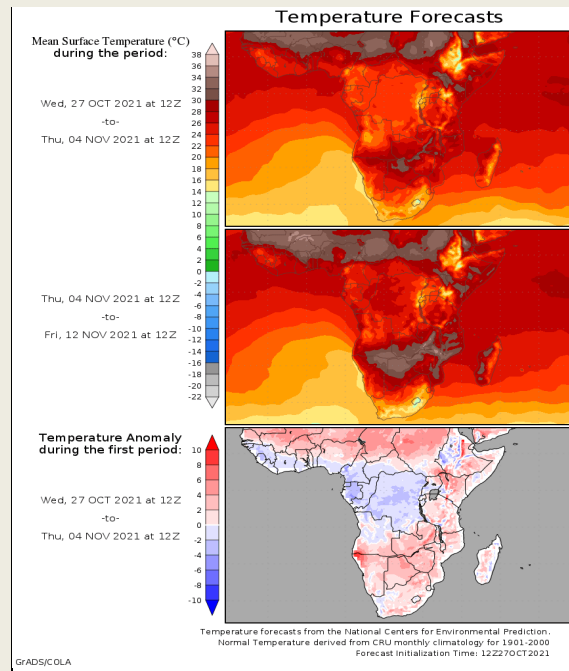 Temperature Forecasts
Mean Surface Temperature (°C)
during the period:
Wed, 27 OCT 2021 at 12Z
-to-
Thu, 04 NOV 2021 at 12Z
38
36
34
32
30
28
26
24
22
20
18
16
14
12
10
8
6
4
2
0
-2
-4
-6
-8
-10
-12
-14
-16
-18
-20
-22
Thu, 04 NOV 2021 at 12Z
-to-
Fri, 12 NOV 2021 at 12Z
Temperature Anomaly
during the first period:
Wed, 27 OCT 2021 at 12Z
-to-
Thu, 04 NOV 2021 at 12Z
10
8
6
4
2
0
-2
-4
-6
-8
-10
Temperature forecasts from the National Centers for Environmental Prediction.
Normal Temperature derived from CRU monthly climatology for 1901-2000
Forecast Initialization Time: 12Z27OCT2021
GrADS/COLA